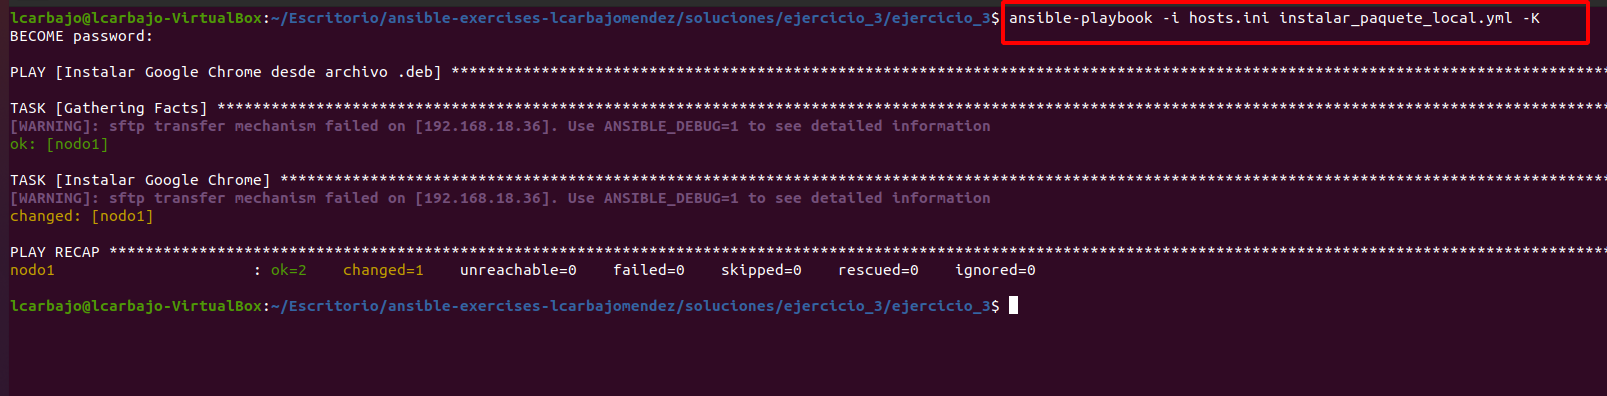 lcarbajo@lcarbajo-VirtualBox:~/Escritorio/ansible-exercises-lcarbajomendez/soluciones/ejercicio_3/ejercicio_3$ ansible-playbook -i hosts.ini instalar_paquete_local.yml -K
BECOME password:
PLAY [Instalar Google Chrome desde archivo .deb] ********************************************************************************************************************************
TASK [Gathering Facts] **********************************************************************************************************************************************************
[WARNING]: sftp transfer mechanism failed on [192.168.18.36]. Use ANSIBLE_DEBUG=1 to see detailed information
ok: [nodo1]
TASK [Instalar Google Chrome] ***************************************************************************************************************************************************
[WARNING]: sftp transfer mechanism failed on [192.168.18.36]. Use ANSIBLE_DEBUG=1 to see detailed information
changed: [nodo1]
PLAY RECAP **********************************************************************************************************************************************************************
nodo1                      : ok=2    changed=1    unreachable=0    failed=0    skipped=0    rescued=0    ignored=0
lcarbajo@lcarbajo-VirtualBox:~/Escritorio/ansible-exercises-lcarbajomendez/soluciones/ejercicio_3/ejercicio_3$